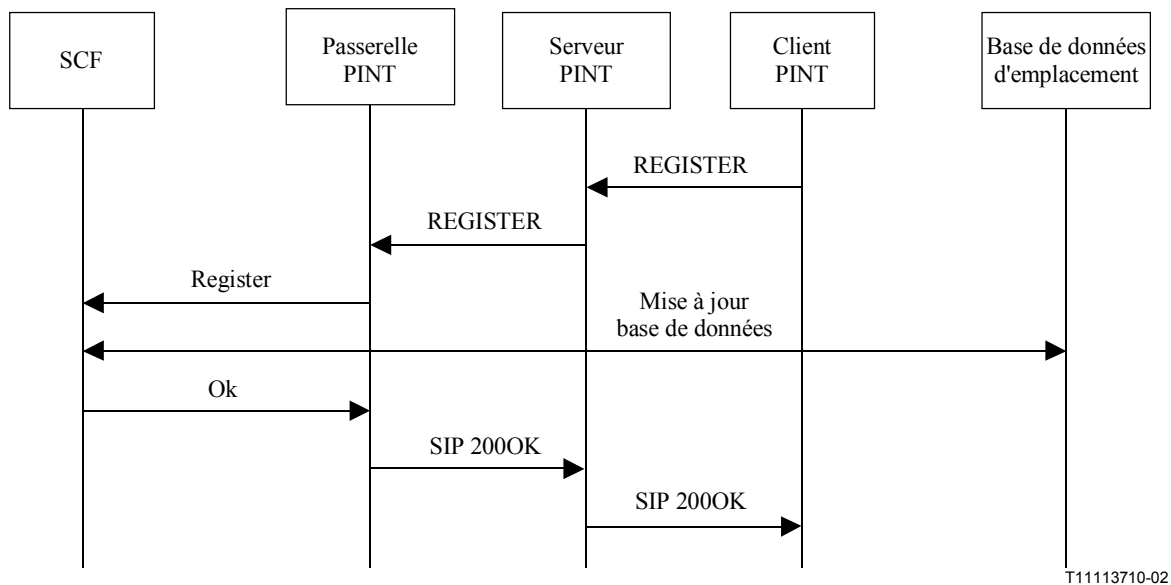 SCF
Passerelle
PINT
Serveur
PINT
Client
PINT
Base de données
d'emplacement
REGISTER
REGISTER
Register
Mise à jour
base de données
Ok
SIP 200OK
SIP 200OK
T11113710-02